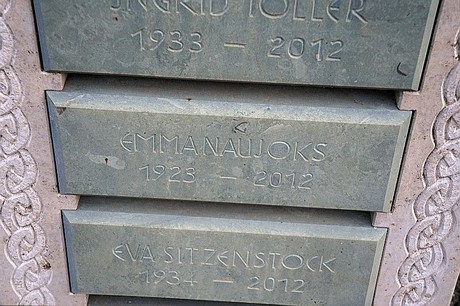 INGRID TOLLER
1933 – 2012
EMMA NAUJOKS
1923 – 2012
EVA SITZENSTOCK
1934 – 2012